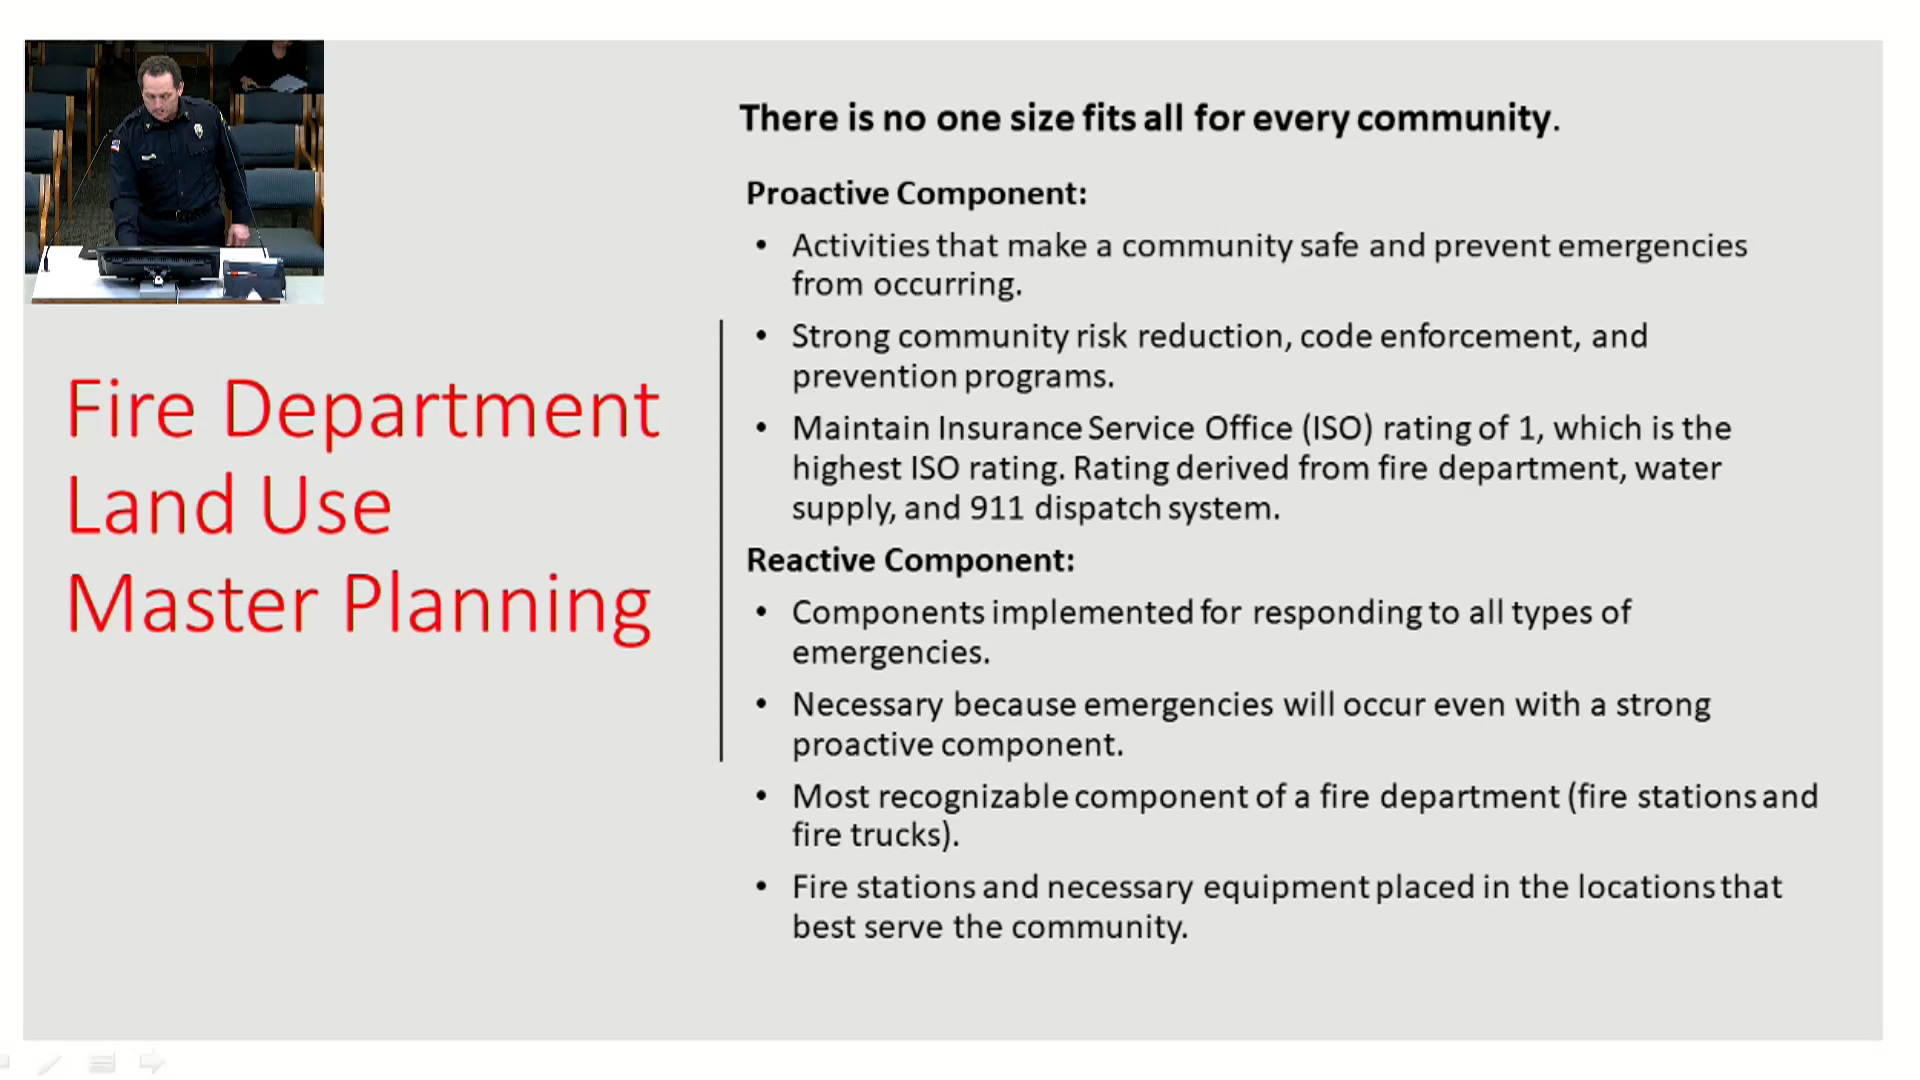 There is no one size fits all for every community.
Fire Department
Land Use
Master Planning
Proactive Component:
• Activities that make a community safe and prevent emergencies
from occurring.
• Strong community risk reduction, code enforcement, and
prevention programs.
• Maintain Insurance Service Office (ISO) rating of 1, which is the
highest ISO rating. Rating derived from fire department, water
supply, and 911 dispatch system.
Reactive Component:
• Components implemented for responding to all types of
emergencies.
• Necessary because emergencies will occur even with a strong
proactive component.
• Most recognizable component of a fire department (fire stations and
fire trucks).
• Fire stations and necessary equipment placed in the locations that
best serve the community.